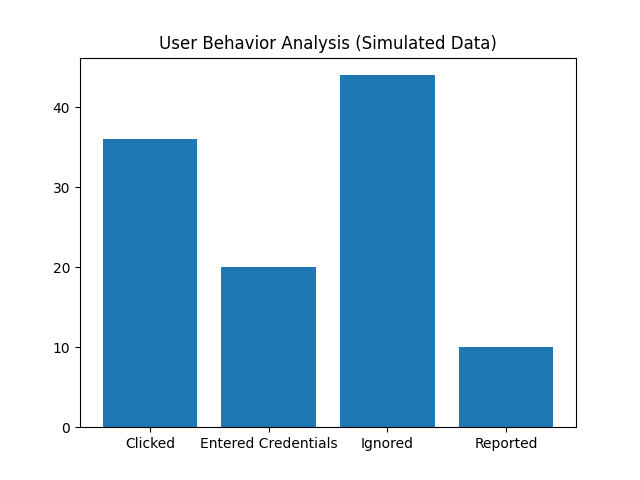 User Behavior Analysis (Simulated Data)
40
30
20
10
0
Clicked Entered Credentials Ignored Reported